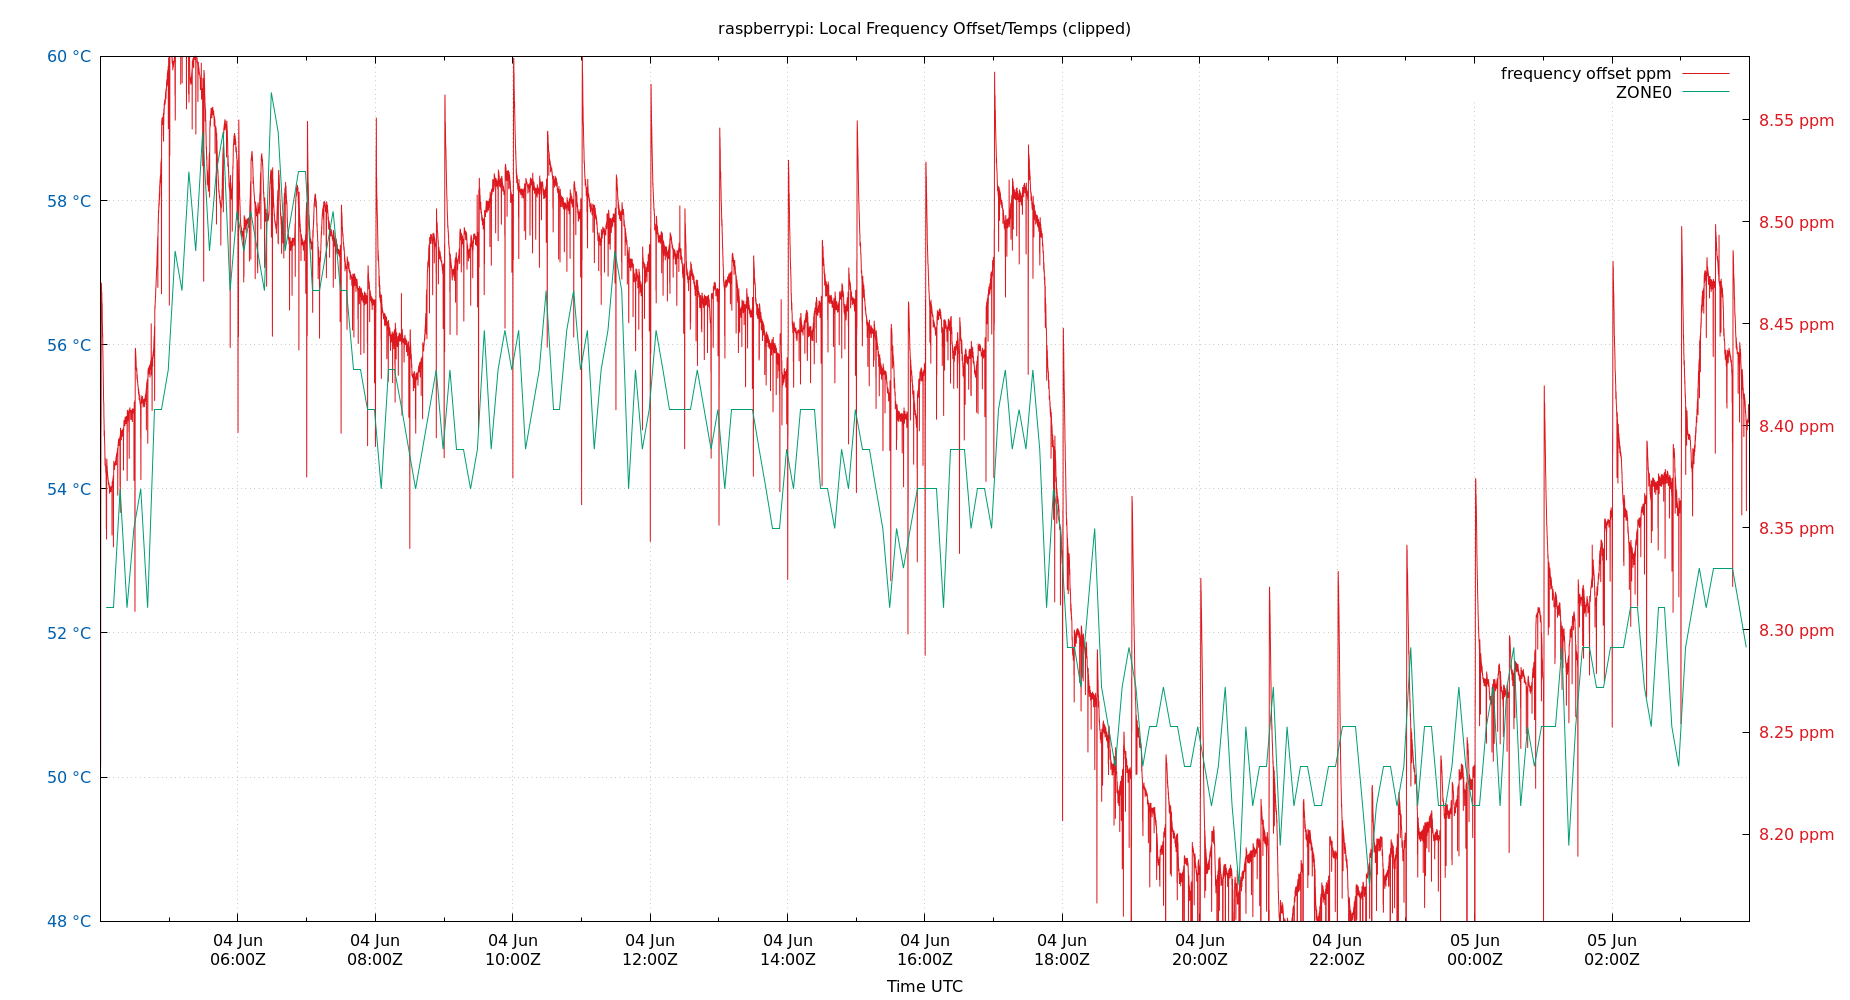 raspberrypi: Local Frequency Offset/Temps (clipped)
60 °C
58 °C
56 °C
54 °C
52 °C
50 °C
48 °C
frequency offset ppm
ZONE0
8.55 ppm
8.50 ppm
8.45 ppm
8.40 ppm
8.35 ppm
8.30 ppm
8.25 ppm
8.20 ppm
04 Jun 04 Jun 04 Jun 04 Jun 04 Jun 04 Jun 04 Jun 04 Jun 04 Jun 05 Jun 05 Jun
06:00Z 08:00Z 10:00Z 12:00Z 14:00Z 16:00Z 18:00Z 20:00Z 22:00Z 00:00Z 02:00Z
Time UTC